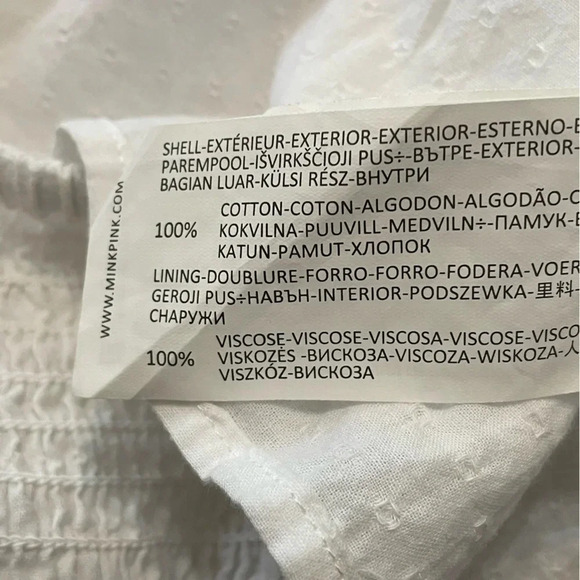 SHELL-EXTÉRIEUR-EXTERIOR-EXTERIOR-ESTERNO-
PAREMPOOL-IŠVIRKŠČIOJI PUS÷-ВЪТРЕ-EXTERIOR-
BAGIAN LUAR-KÜLSI RÉSZ-ВНУТРИ
100% COTTON-COTON-ALGODON-ALGODÃO-C
KOKVILNA-PUUVILL-MEDVILN÷-ПАМУК-
KATUN-PAMUT-ХЛОПОК
LINING-DOUBLURE-FORRO-FORRO-FODERA-VOER
GEROJI PUS÷НАВЪН-INTERIOR-PODSZEWKA-里料-
СНАРУЖИ
100% VISCOSE-VISCOSE-VISCOSA-VISCOSE-VISCO
VISKOZĖS -ВИСКОЗА-VISCOZA-WISKOZA-人
VISZKÓZ-ВИСКОЗА
WWW.MINKPINK.COM